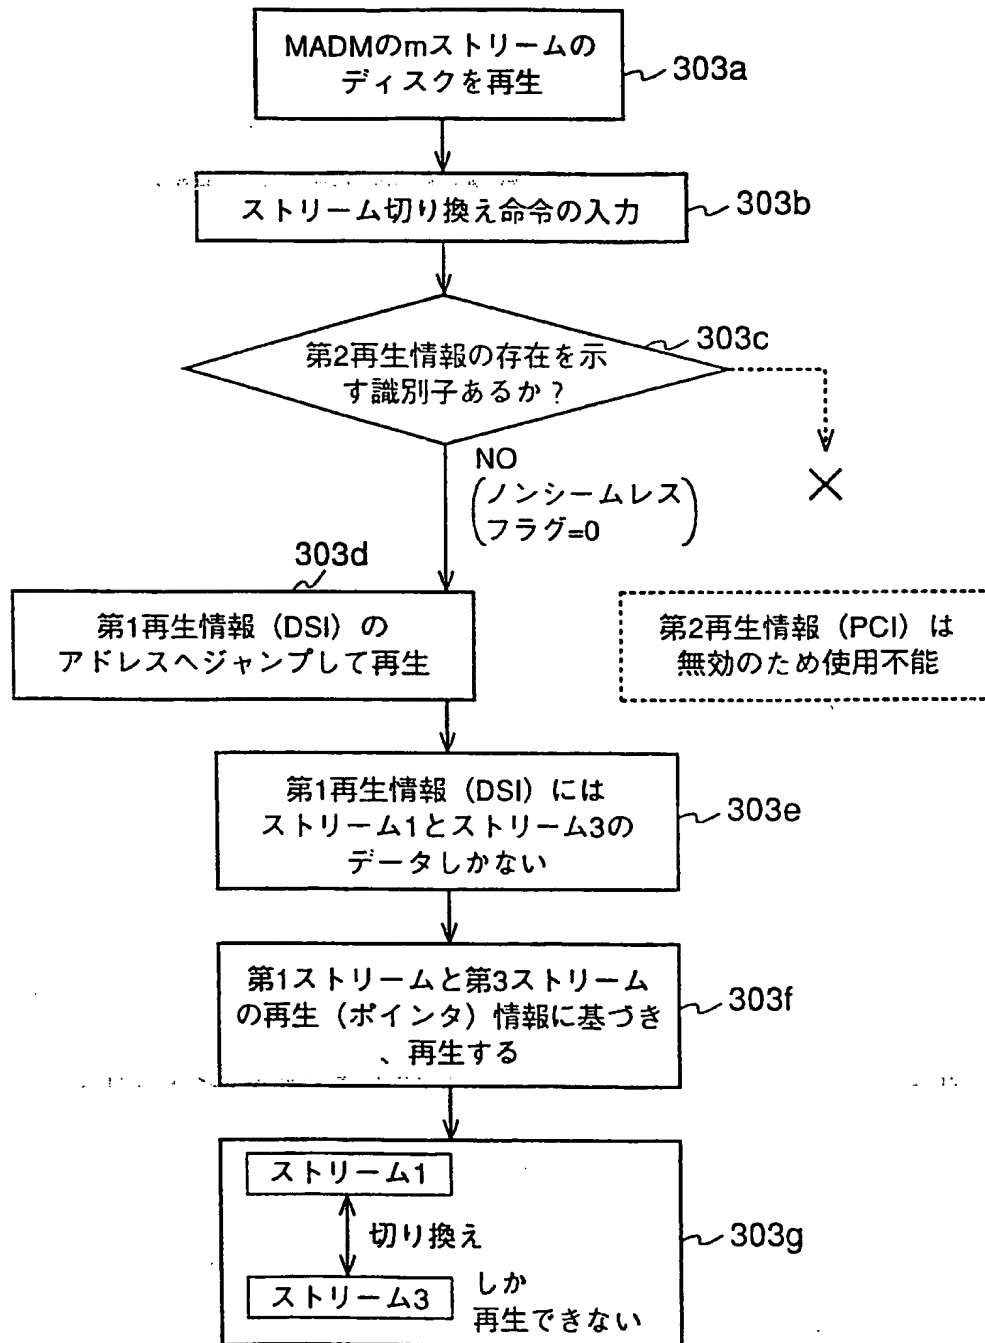 MADMのmストリームの
ディスクを再生
303a
ストリーム切り換え命令の入力
303b
第2再生情報の存在を示
す識別子あるか？
303c
NO
(ノンシームレス
フラグ=0)
303d
第1再生情報（DSI）の
アドレスへジャンプして再生
第2再生情報（PCI）は
無効のため使用不能
第1再生情報（DSI）には
ストリーム1とストリーム3の
データしかない
303e
第1ストリームと第3ストリーム
の再生（ポインタ）情報に基づき
、再生する
303f
ストリーム1
切り換え
ストリーム3
しか
再生できない
303g